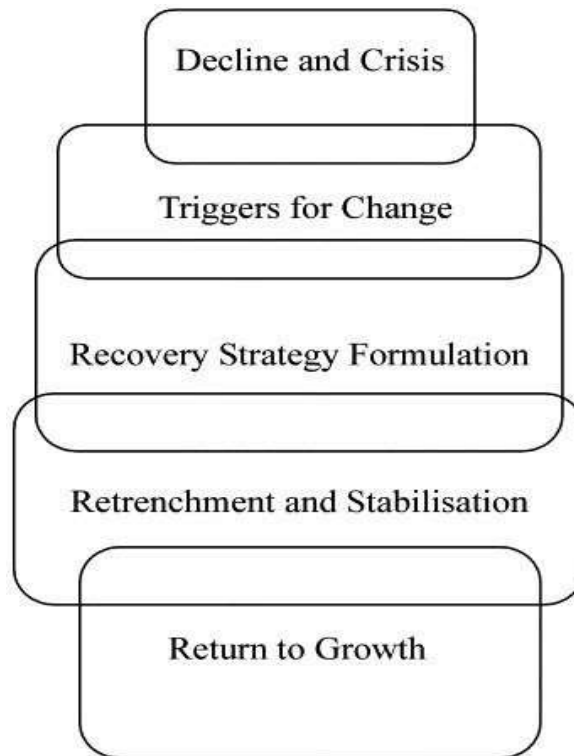 Decline and Crisis
Triggers for Change
Recovery Strategy Formulation
Retrenchment and Stabilisation
Return to Growth